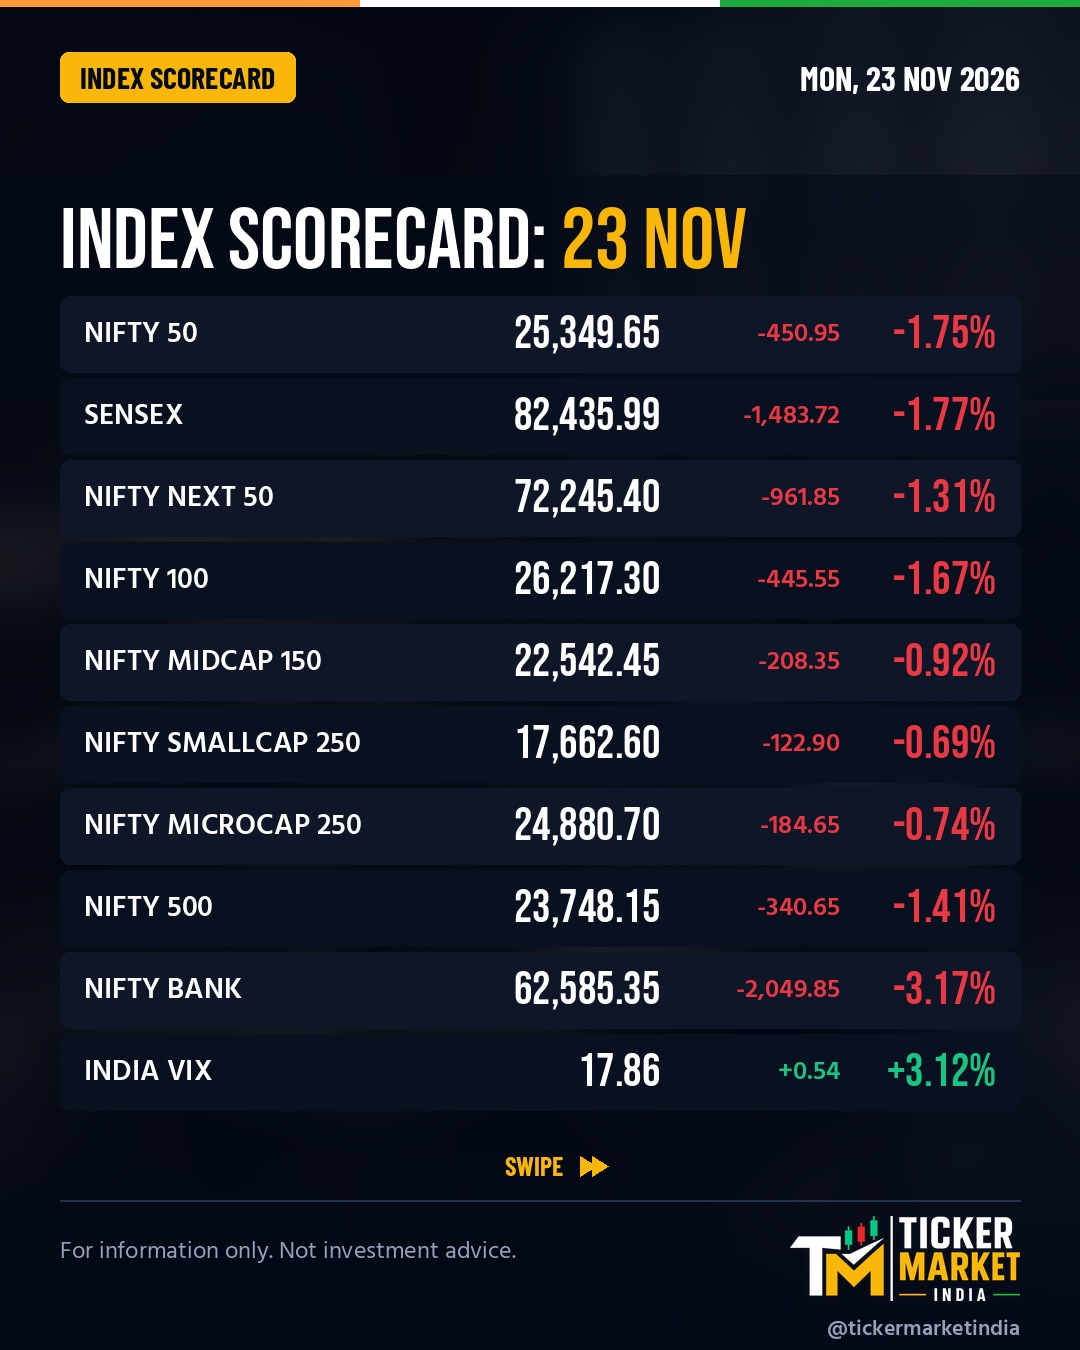 INDEX SCORECARD
MON, 23 NOV 2026
INDEX SCORECARD: 23 NOV
NIFTY 50 25,349.65 -450.95 -1.75%
SENSEX 82,435.99 -1,483.72 -1.77%
NIFTY NEXT 50 72,245.40 -961.85 -1.31%
NIFTY 100 26,217.30 -445.55 -1.67%
NIFTY MIDCAP 150 22,542.45 -208.35 -0.92%
NIFTY SMALLCAP 250 17,662.60 -122.90 -0.69%
NIFTY MICROCAP 250 24,880.70 -184.65 -0.74%
NIFTY 500 23,748.15 -340.65 -1.41%
NIFTY BANK 62,585.35 -2,049.85 -3.17%
INDIA VIX 17.86 +0.54 +3.12%
SWIPE
For information only. Not investment advice.
TM
TICKER
MARKET
INDIA
@tickermarketindia